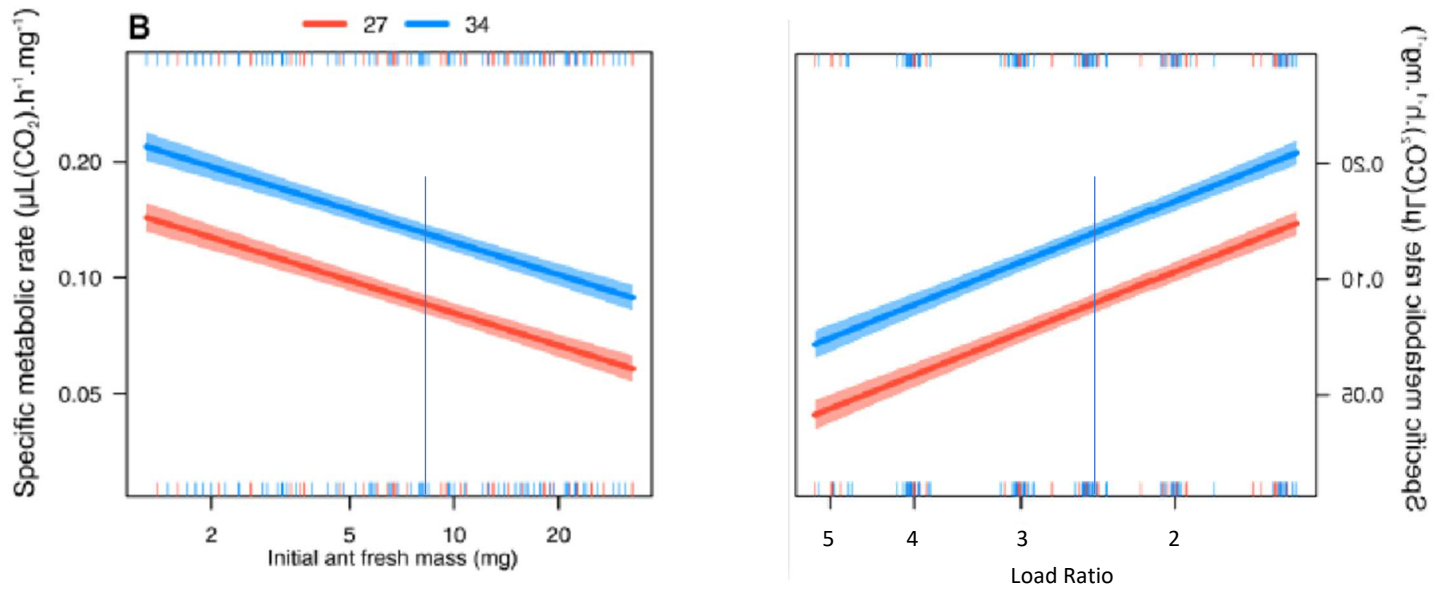 B
27 34
Specific metabolic rate (µL(CO₂).h⁻¹.mg⁻¹)
0.20
0.10
0.05
2 5 10 20
Initial ant fresh mass (mg)
Specific metabolic rate (µL(CO₂).h⁻¹.mg⁻¹)
0.20
0.10
0.05
5 4 3 2
Load Ratio